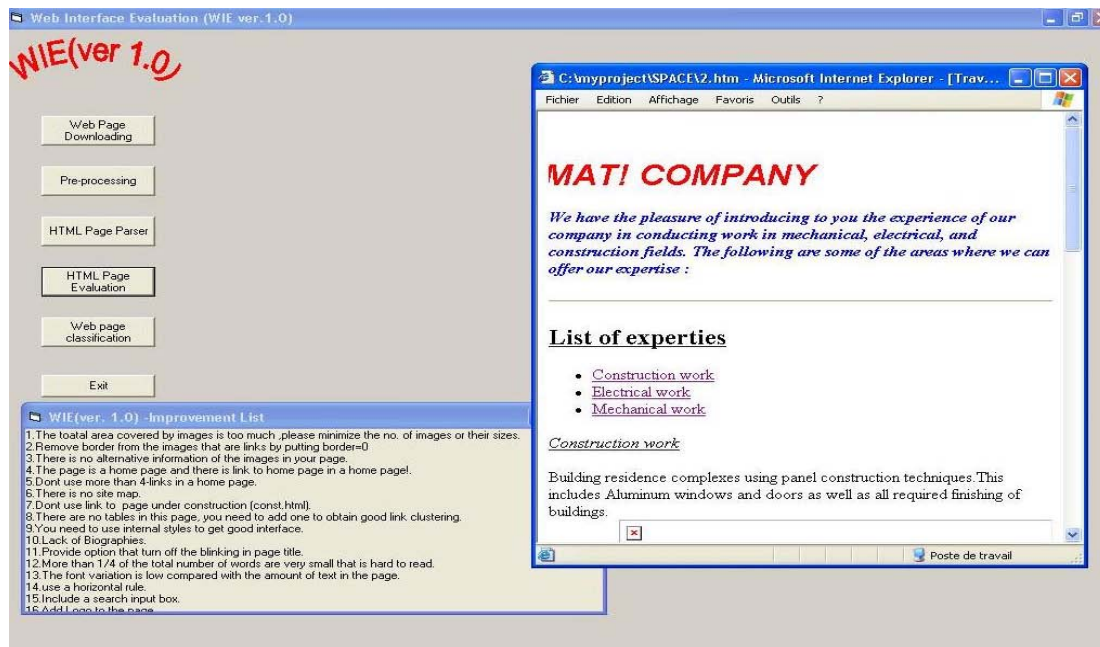 Web Interface Evaluation (WIE ver.1.0)
WIE(ver 1.0)
Web Page
Downloading
Pre-processing
HTML Page Parser
HTML Page
Evaluation
Web page
classification
Exit
WIE(ver. 1.0) -Improvement List
1.The toatal area covered by images is too much ,please minimize the no. of images or their sizes.
2.Remove border from the images that are links by putting border=0
3.There is no alternative information of the images in your page.
4.The page is a home page and there is link to home page in a home page!.
5.Dont use more than 4-links in a home page.
6.There is no site map.
7.Dont use link to page under construction (const.html).
8.There are no tables in this page, you need to add one to obtain good link clustering.
9.You need to use internal styles to get good interface.
10.Lack of Biographies.
11.Provide option that turn off the blinking in page title.
12.More than 1/4 of the total number of words are very small that is hard to read.
13.The font variation is low compared with the amount of text in the page.
14.use a horizontal rule.
15.Include a search input box.
16.Add Logo to the page
C:\myproject\SPACE\2.htm - Microsoft Internet Explorer - [Trav...
Fichier Edition Affichage Favoris Outils ?
MAT! COMPANY
We have the pleasure of introducing to you the experience of our
company in conducting work in mechanical, electrical, and
construction fields. The following are some of the areas where we can
offer our expertise :
List of experties
Construction work
Electrical work
Mechanical work
Construction work
Building residence complexes using panel construction techniques.This
includes Aluminum windows and doors as well as all required finishing of
buildings.
Poste de travail